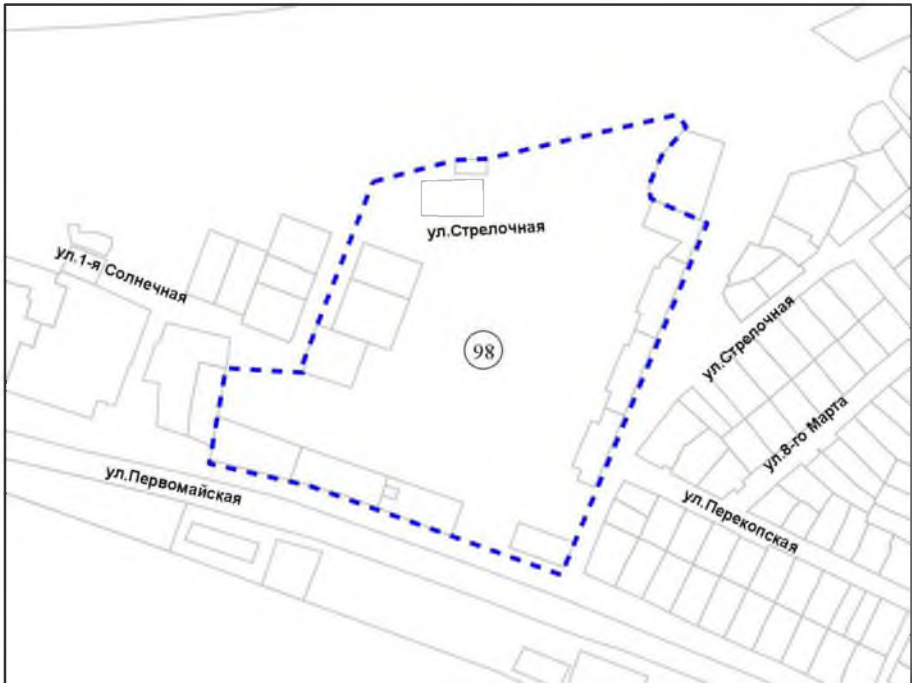 ул.Стрелочная
ул.1-я Солнечная
98
ул.Стрелочная
ул.8-го Марта
ул.Первомайская
ул.Перекопская